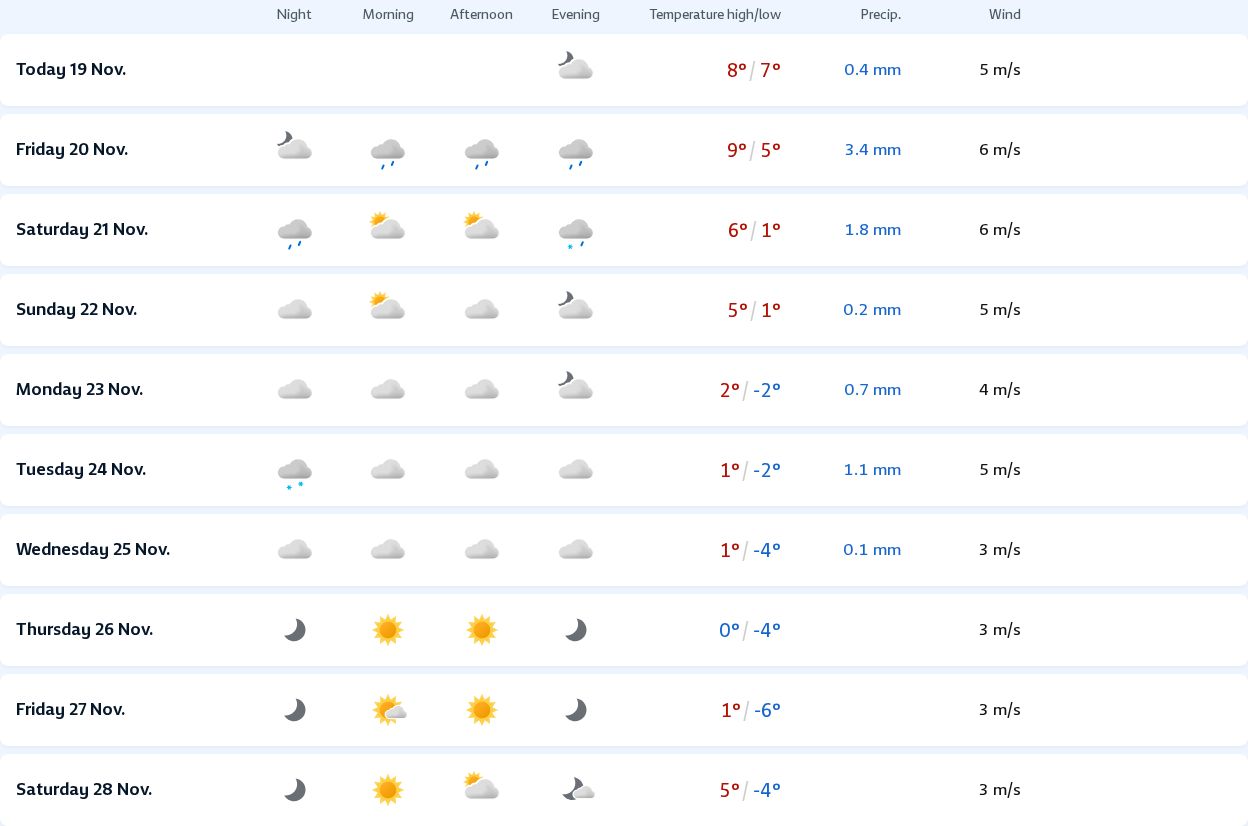 Night Morning Afternoon Evening Temperature high/low Precip. Wind
Today 19 Nov. 8°/7° 0.4 mm 5 m/s
Friday 20 Nov. 9°/5° 3.4 mm 6 m/s
Saturday 21 Nov. 6°/1° 1.8 mm 6 m/s
Sunday 22 Nov. 5°/1° 0.2 mm 5 m/s
Monday 23 Nov. 2°/-2° 0.7 mm 4 m/s
Tuesday 24 Nov. 1°/-2° 1.1 mm 5 m/s
Wednesday 25 Nov. 1°/-4° 0.1 mm 3 m/s
Thursday 26 Nov. 0°/-4° 3 m/s
Friday 27 Nov. 1°/-6° 3 m/s
Saturday 28 Nov. 5°/-4° 3 m/s